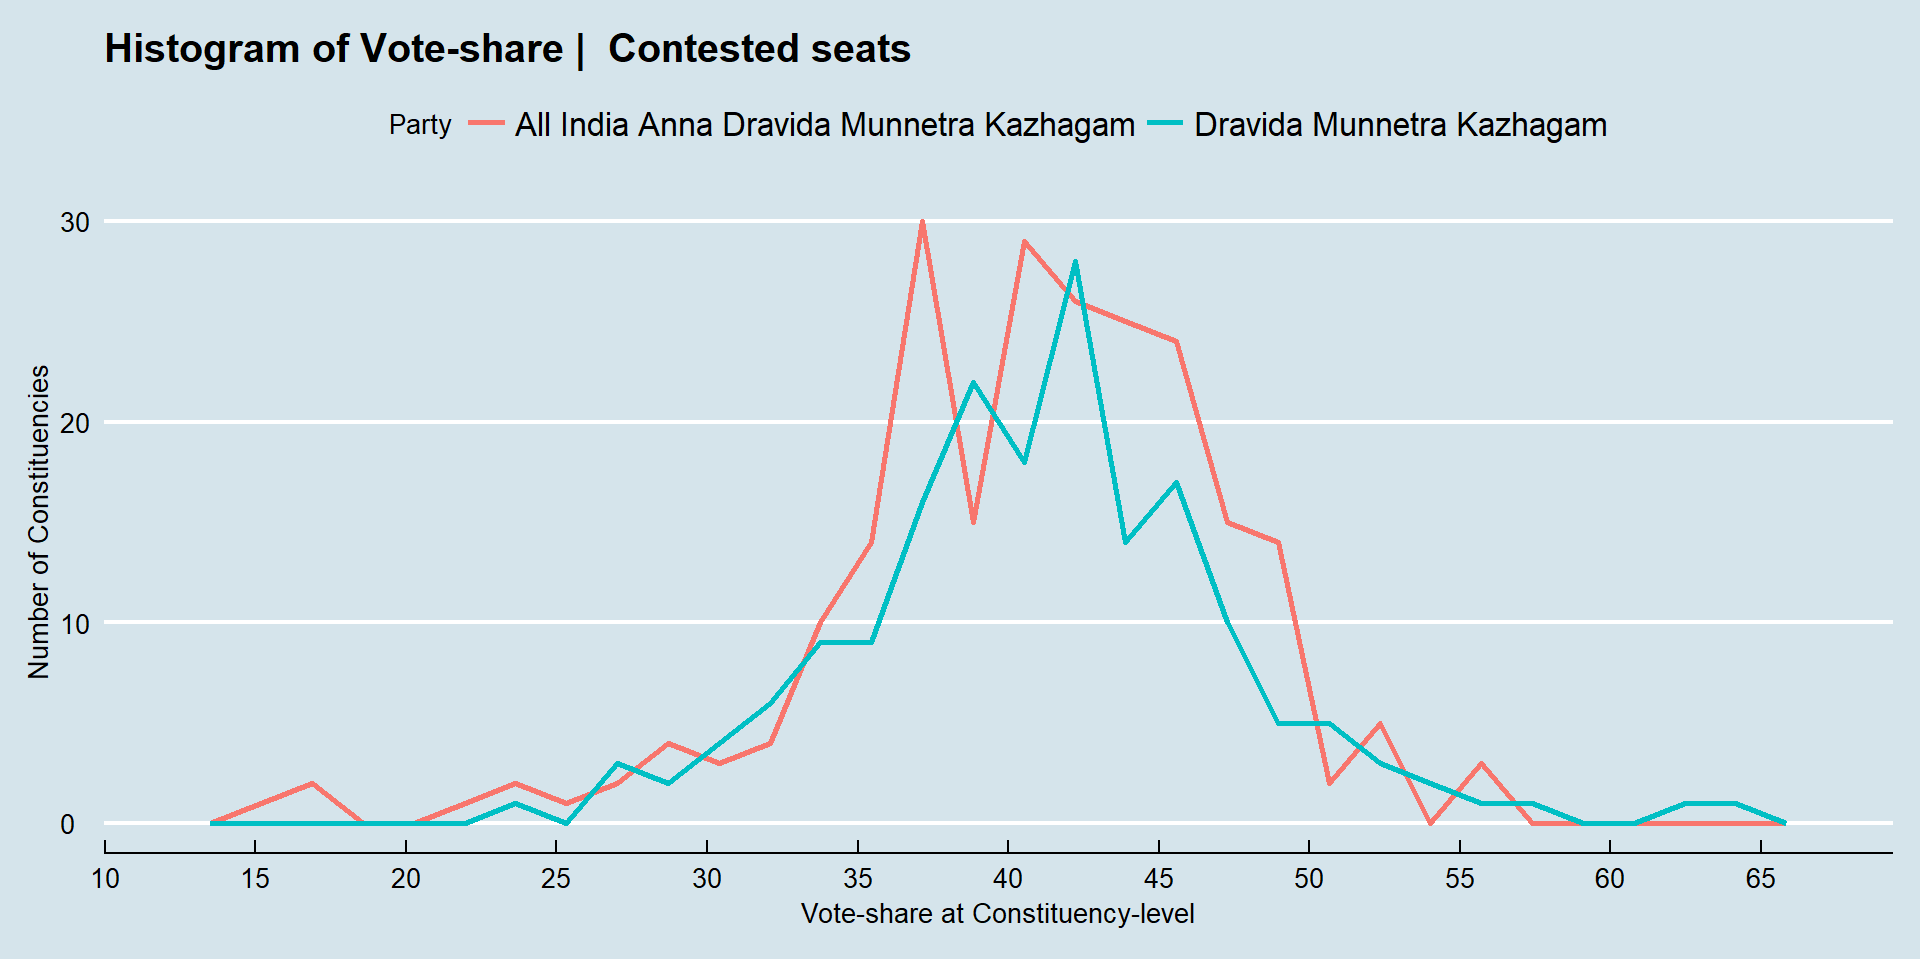 Histogram of Vote-share |  Contested seats
Party All India Anna Dravida Munnetra Kazhagam Dravida Munnetra Kazhagam
30
20
10
0
Number of Constituencies
10 15 20 25 30 35 40 45 50 55 60 65
Vote-share at Constituency-level